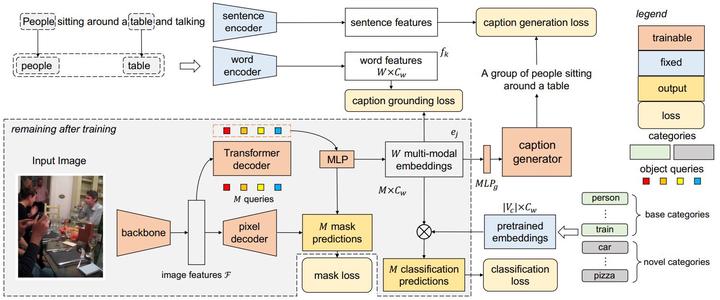 People sitting around a table and talking
people
table
sentence encoder
sentence features
caption generation loss
word encoder
word features
W×C_w
f_k
caption grounding loss
A group of people sitting around a table
legend
trainable
fixed
output
loss
categories
object queries
remaining after training
Input Image
Transformer decoder
M queries
MLP
e_j
W multi-modal embeddings
M×C_w
MLP_g
caption generator
backbone
image features 𝓕
pixel decoder
M mask predictions
mask loss
|V_c|×C_w
pretrained embeddings
M classification predictions
classification loss
person
⋮
train
base categories
car
⋮
pizza
novel categories